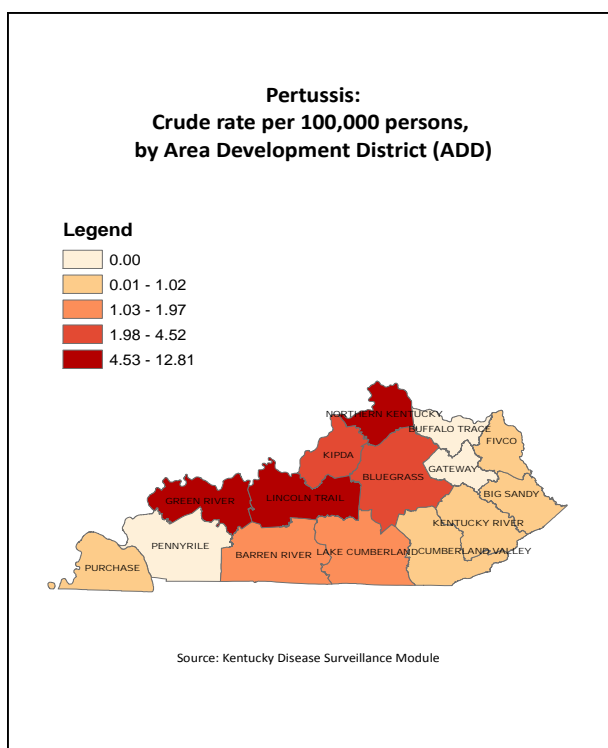 Pertussis:
Crude rate per 100,000 persons,
by Area Development District (ADD)
Legend
0.00
0.01 - 1.02
1.03 - 1.97
1.98 - 4.52
4.53 - 12.81
NORTHERN KENTUCKY
BUFFALO TRACE
FIVCO
KIPDA
GATEWAY
BLUEGRASS
BIG SANDY
GREEN RIVER
LINCOLN TRAIL
KENTUCKY RIVER
PENNYRILE
BARREN RIVER
LAKE CUMBERLAND
CUMBERLAND VALLEY
PURCHASE
Source: Kentucky Disease Surveillance Module